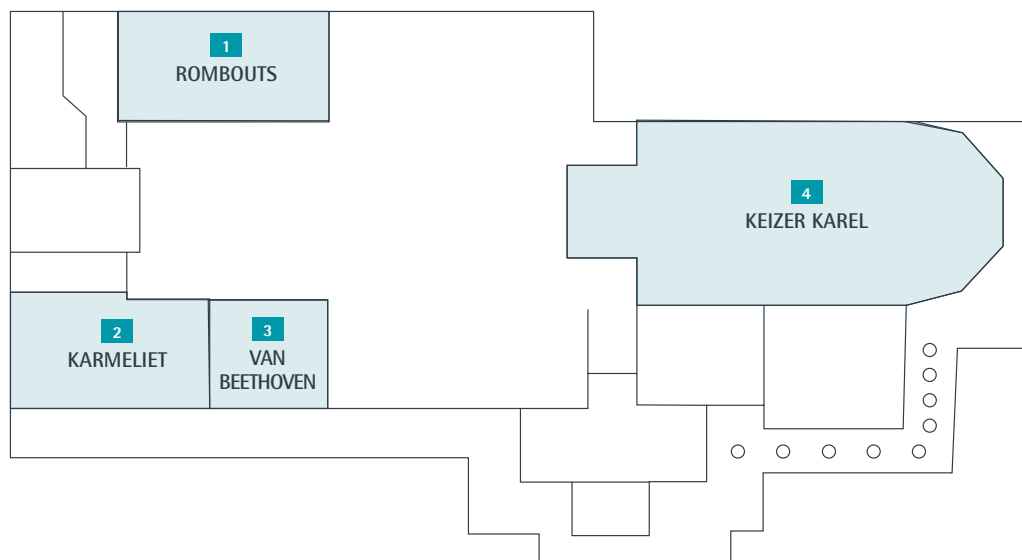 1
ROMBOUTS
4
KEIZER KAREL
2
KARMELIET
3
VAN
BEETHOVEN